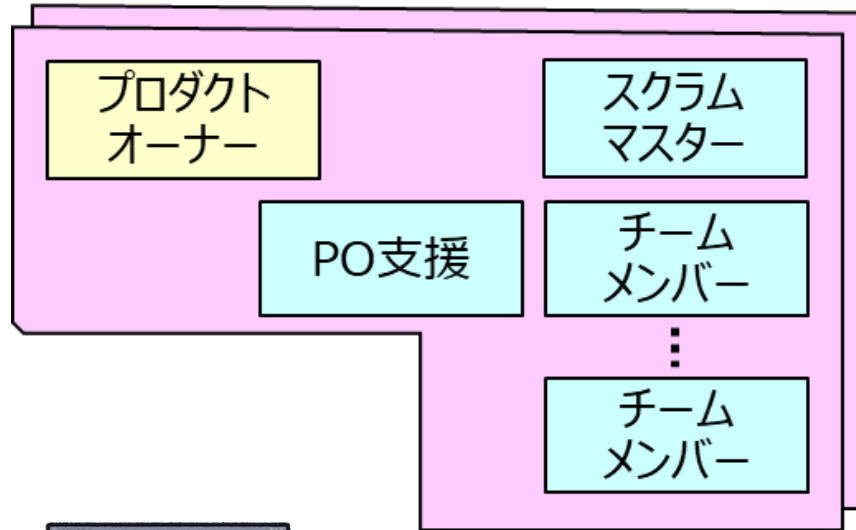 プロダクト
オーナー
スクラム
マスター
PO支援
チーム
メンバー
チーム
メンバー